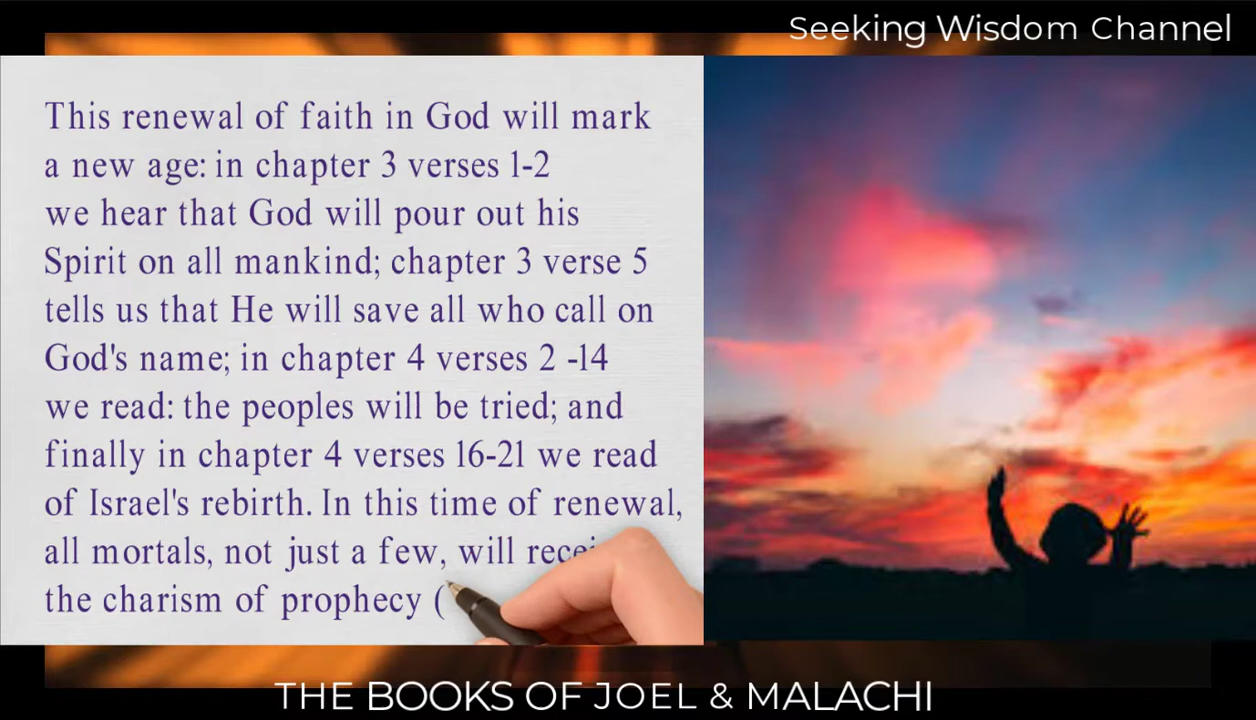 Seeking Wisdom Channel
This renewal of faith in God will mark
a new age: in chapter 3 verses 1-2
we hear that God will pour out his
Spirit on all mankind; chapter 3 verse 5
tells us that He will save all who call on
God's name; in chapter 4 verses 2 -14
we read: the peoples will be tried; and
finally in chapter 4 verses 16-21 we read
of Israel's rebirth. In this time of renewal,
all mortals, not just a few, will
the charism of prophecy (
THE BOOKS OF JOEL & MALACHI